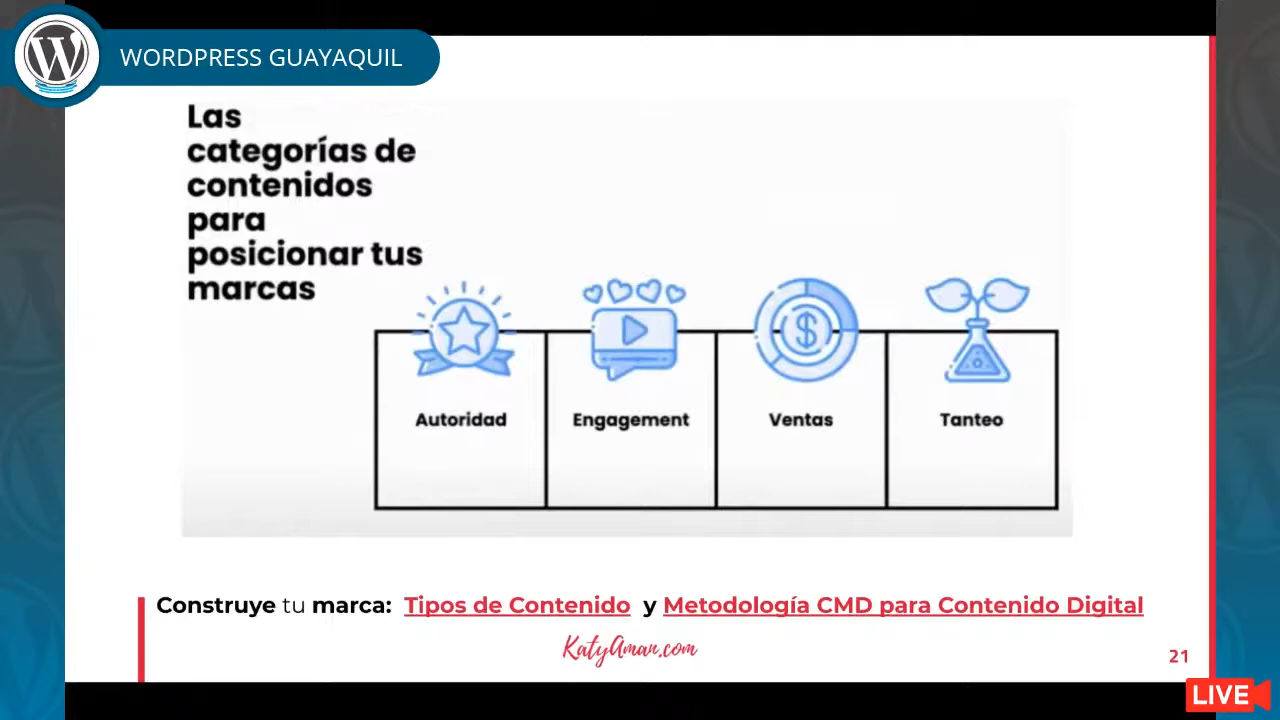 WORDPRESS GUAYAQUIL
Las
categorías de
contenidos
para
posicionar tus
marcas
Autoridad
Engagement
Ventas
Tanteo
Construye tu marca: Tipos de Contenido y Metodología CMD para Contenido Digital
KatyAman.com
21
LIVE